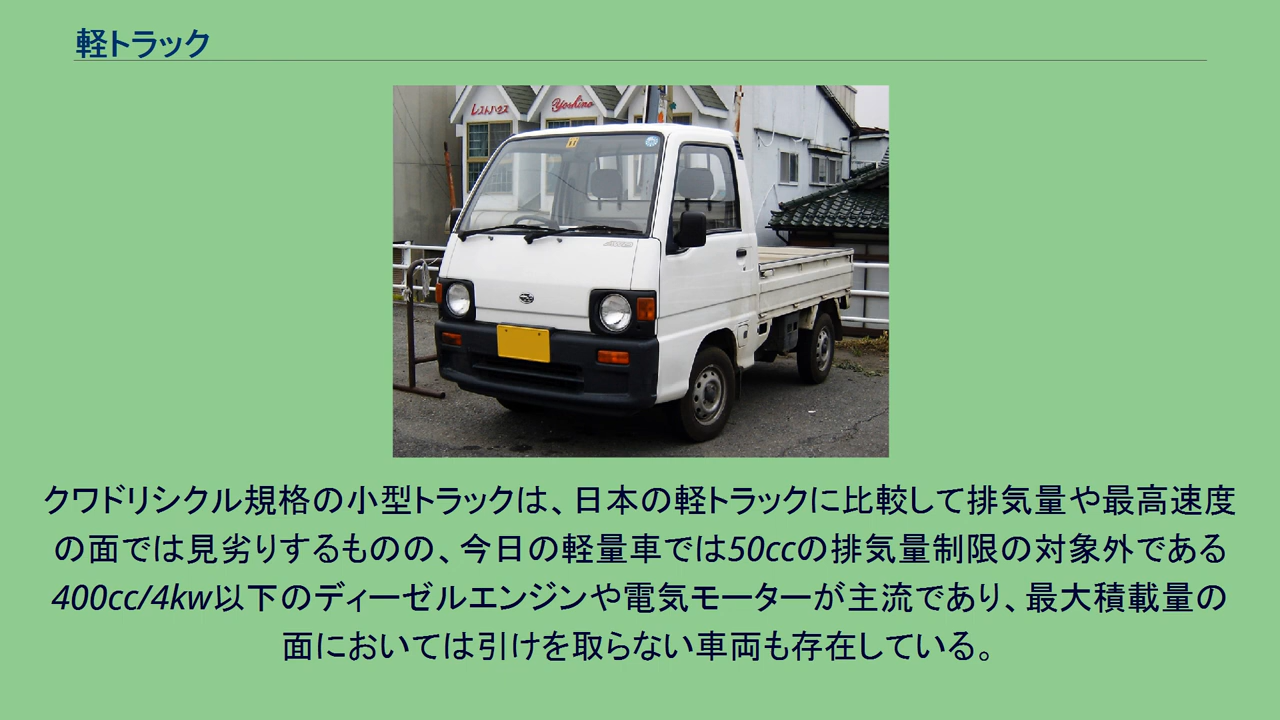 軽トラック
レストハウス
Yoshino
クワドリシクル規格の小型トラックは、日本の軽トラックに比較して排気量や最高速度
の面では見劣りするものの、今日の軽量車では50ccの排気量制限の対象外である
400cc/4kw以下のディーゼルエンジンや電気モーターが主流であり、最大積載量の
面においては引けを取らない車両も存在している。